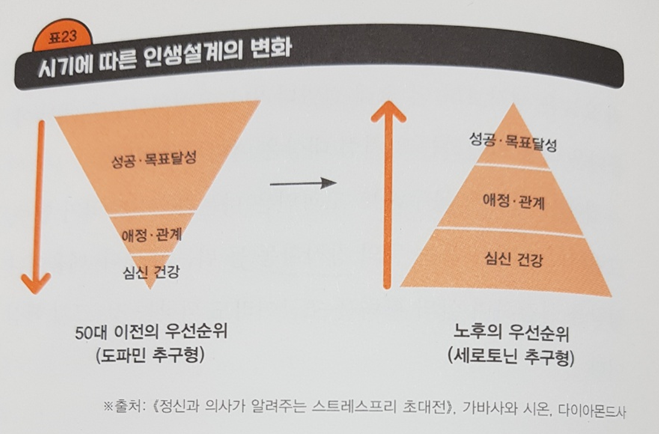 표23
시기에 따른 인생설계의 변화
성공·목표달성
애정·관계
심신 건강
50대 이전의 우선순위
(도파민 추구형)
성공·목표달성
애정·관계
심신 건강
노후의 우선순위
(세로토닌 추구형)
※출처: 《정신과 의사가 알려주는 스트레스프리 초대전》, 가바사와 시온, 다이아몬드사